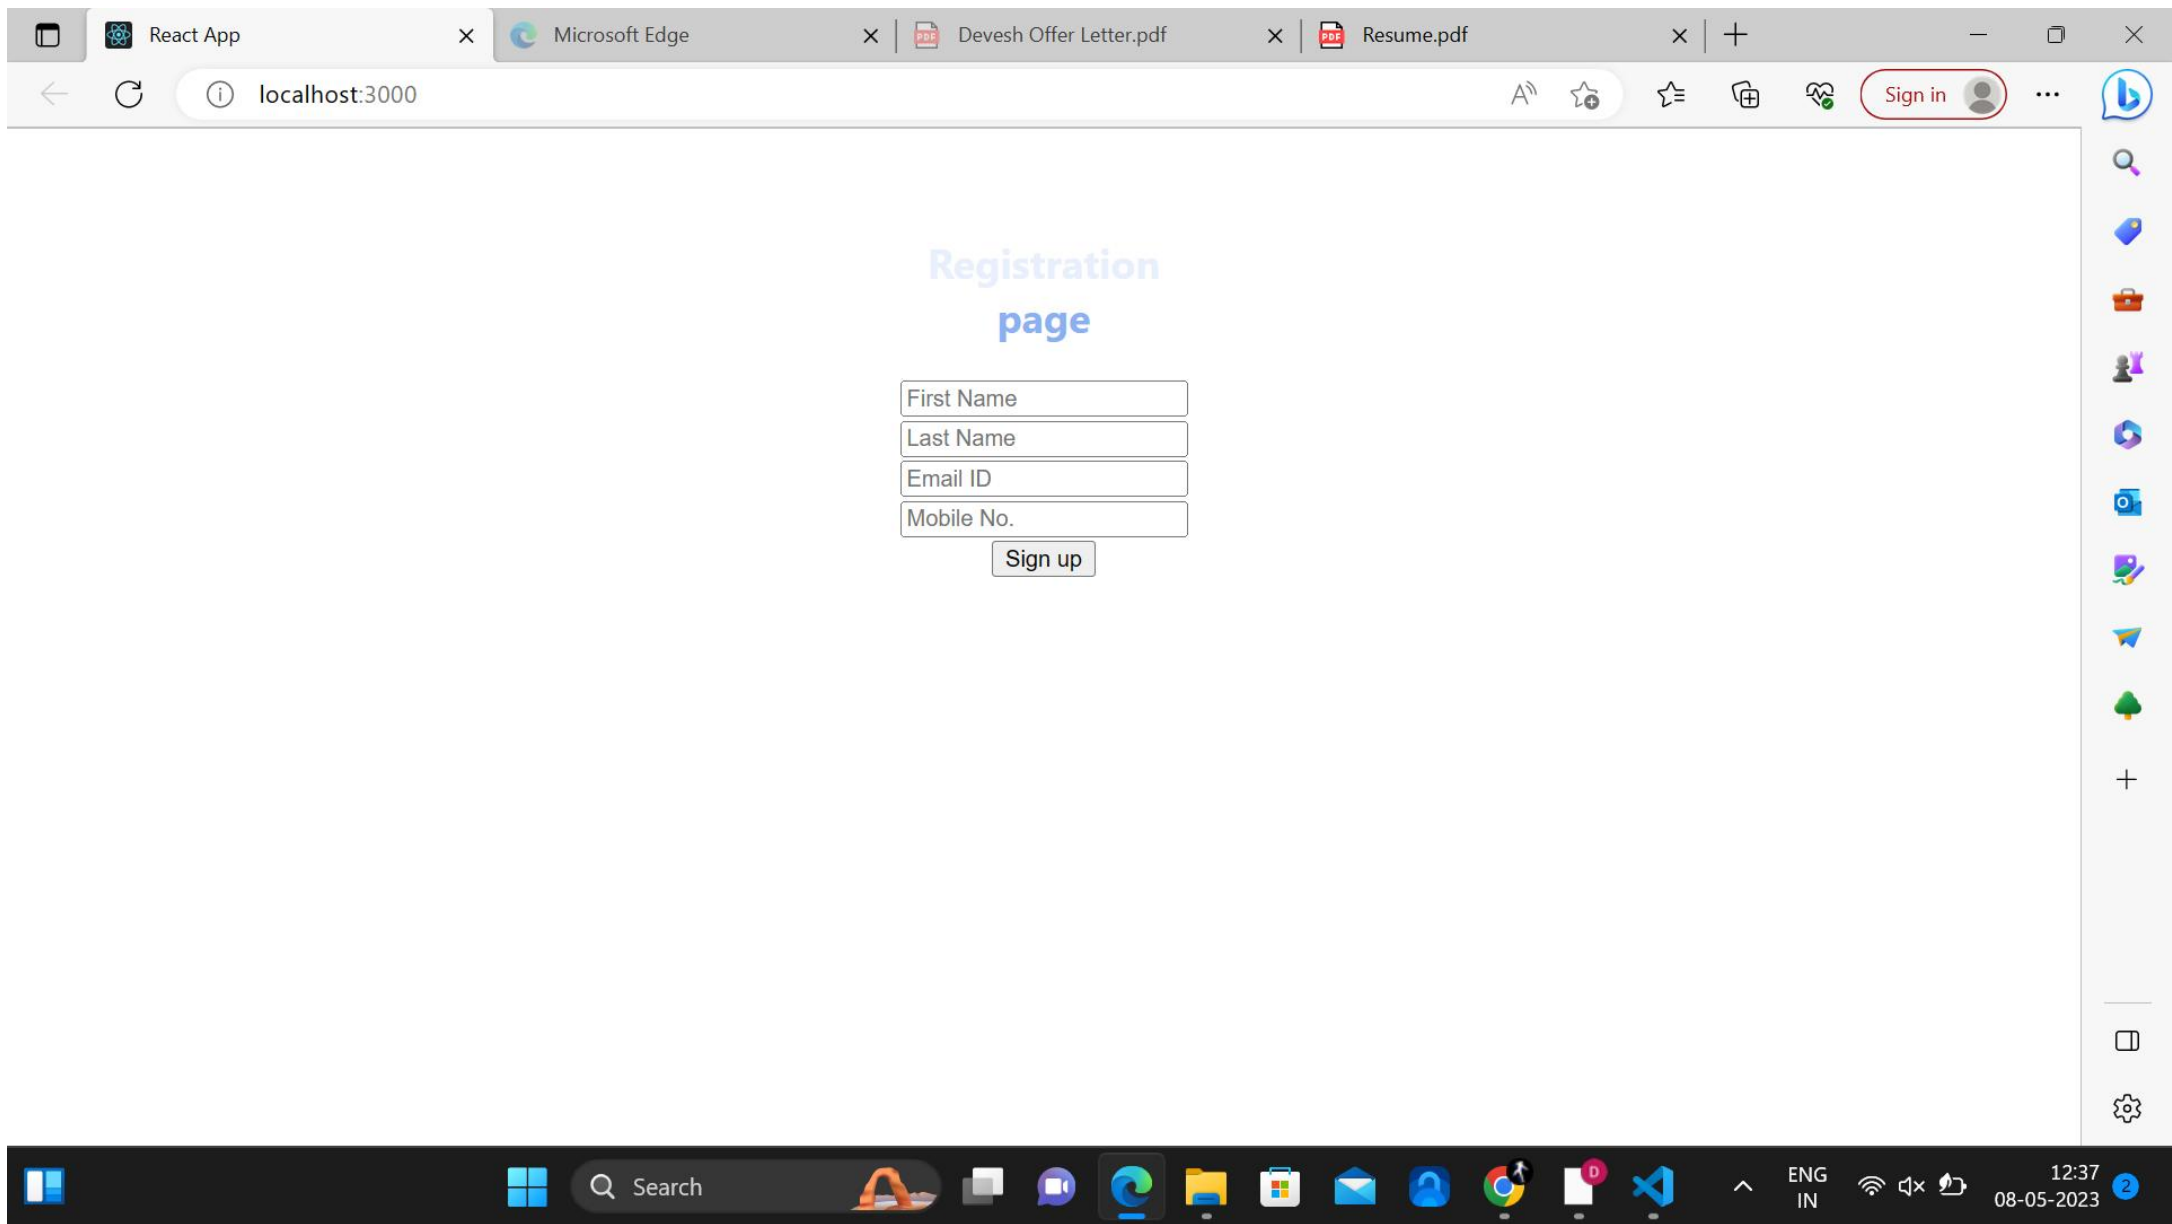 React App
Microsoft Edge
Devesh Offer Letter.pdf
Resume.pdf
localhost:3000
Sign in
Registration
page
First Name
Last Name
Email ID
Mobile No.
Sign up
Search
ENG
IN
12:37
08-05-2023
2